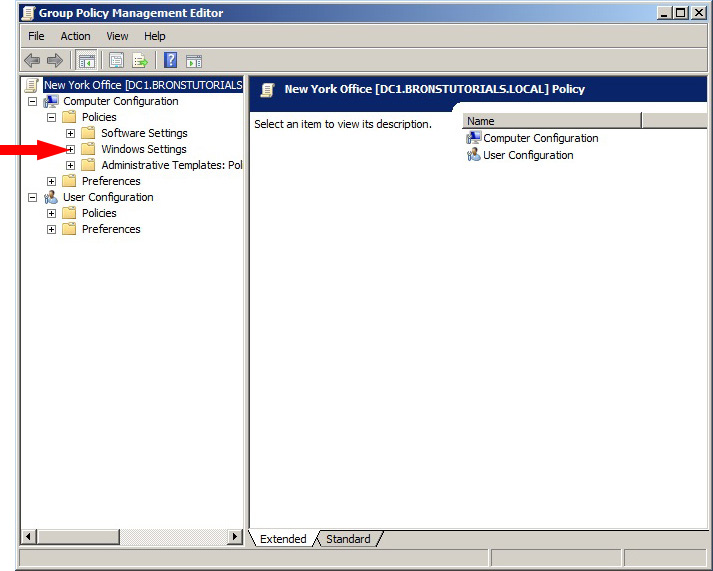 Group Policy Management Editor
File Action View Help
New York Office [DC1.BRONSTUTORIALS
Computer Configuration
Policies
Software Settings
Windows Settings
Administrative Templates: Pol
Preferences
User Configuration
Policies
Preferences
New York Office [DC1.BRONSTUTORIALS.LOCAL] Policy
Select an item to view its description.
Name
Computer Configuration
User Configuration
Extended Standard